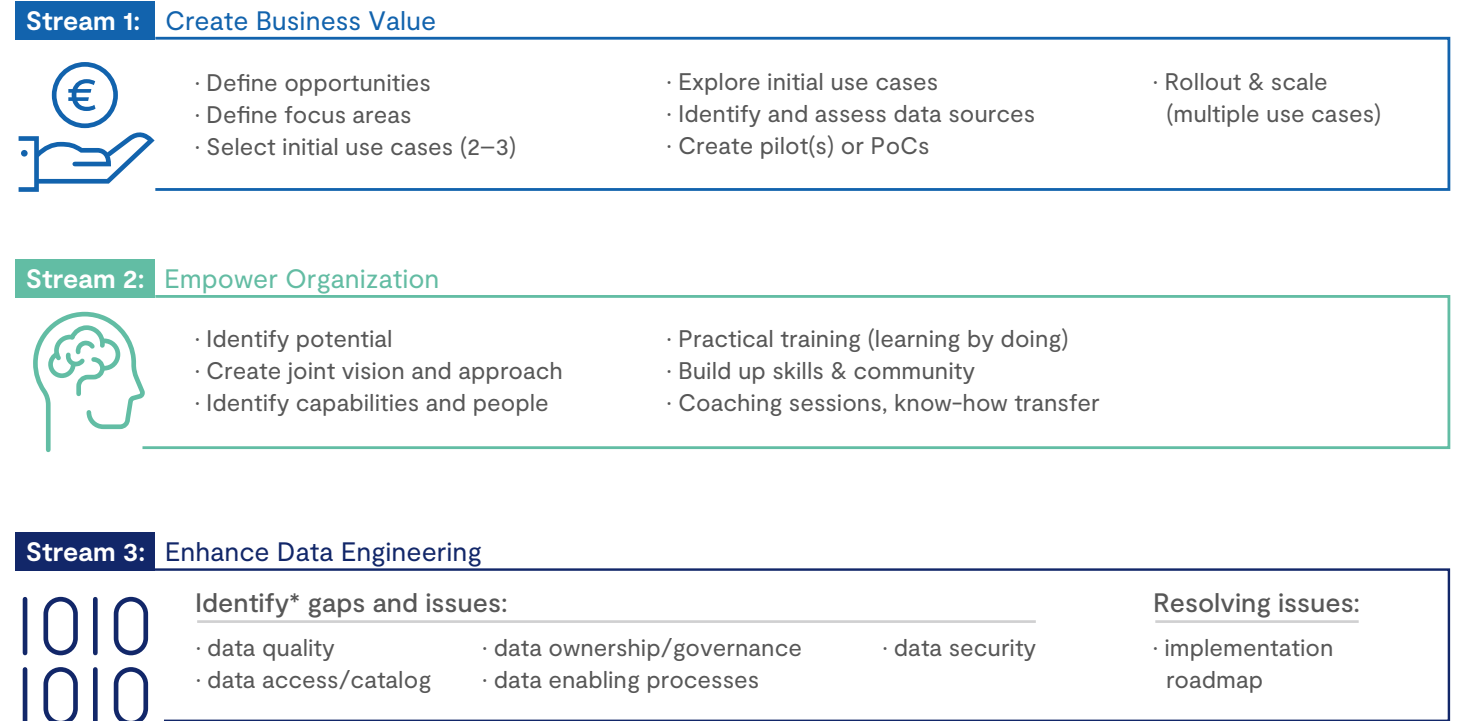 Stream 1: Create Business Value
€
· Define opportunities
· Define focus areas
· Select initial use cases (2–3)
· Explore initial use cases
· Identify and assess data sources
· Create pilot(s) or PoCs
· Rollout & scale
(multiple use cases)
Stream 2: Empower Organization
· Identify potential
· Create joint vision and approach
· Identify capabilities and people
· Practical training (learning by doing)
· Build up skills & community
· Coaching sessions, know-how transfer
Stream 3: Enhance Data Engineering
1010
1010
Identify* gaps and issues:
· data quality
· data access/catalog
· data ownership/governance
· data enabling processes
· data security
Resolving issues:
· implementation
roadmap